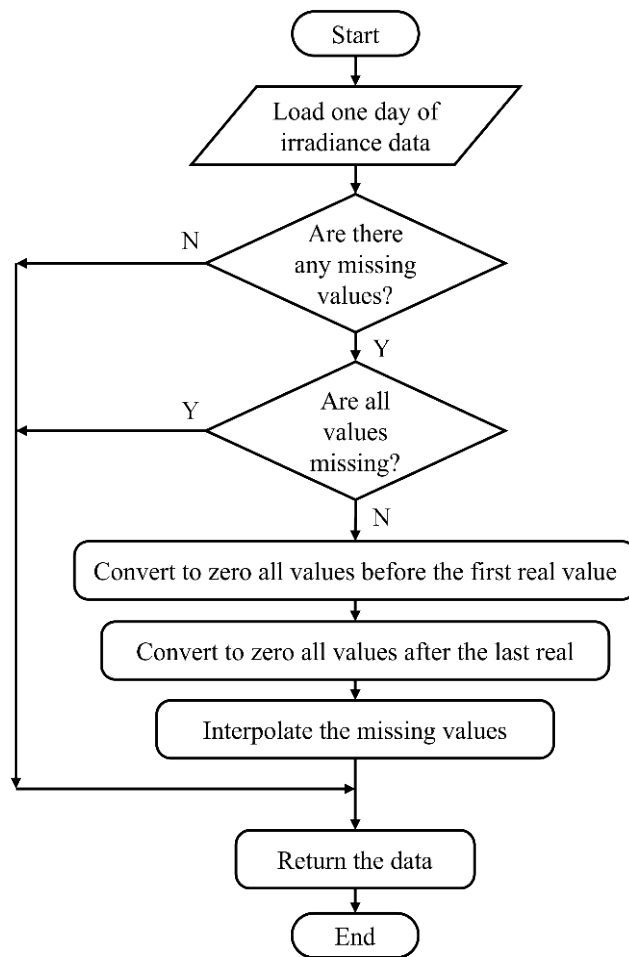 Start
Load one day of
irradiance data
N
Are there
any missing
values?
Y
Y
Are all
values
missing?
N
Convert to zero all values before the first real value
Convert to zero all values after the last real
Interpolate the missing values
Return the data
End